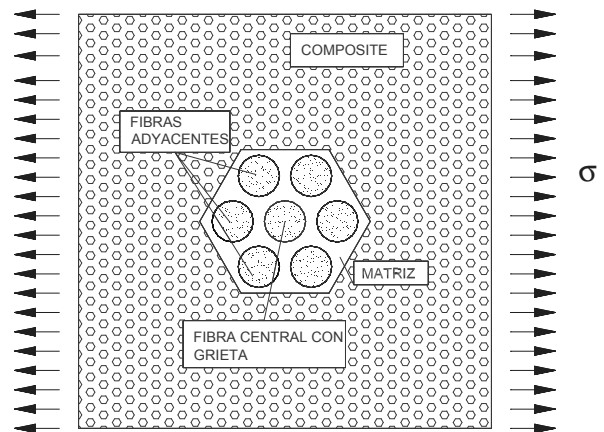 COMPOSITE
FIBRAS
ADYACENTES
σ
MATRIZ
FIBRA CENTRAL CON
GRIETA